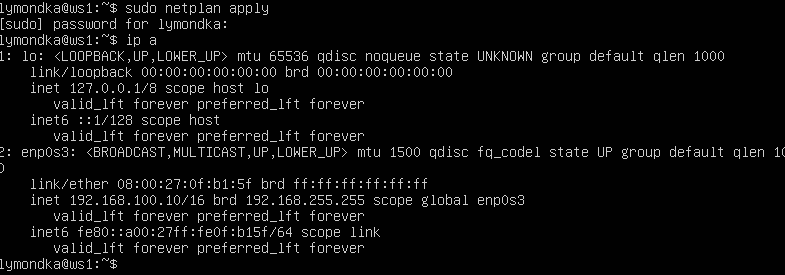 lymondka@ws1:~$ sudo netplan apply
[sudo] password for lymondka:
lymondka@ws1:~$ ip a
1: lo: <LOOPBACK,UP,LOWER_UP> mtu 65536 qdisc noqueue state UNKNOWN group default qlen 1000
    link/loopback 00:00:00:00:00:00 brd 00:00:00:00:00:00
    inet 127.0.0.1/8 scope host lo
       valid_lft forever preferred_lft forever
    inet6 ::1/128 scope host
       valid_lft forever preferred_lft forever
2: enp0s3: <BROADCAST,MULTICAST,UP,LOWER_UP> mtu 1500 qdisc fq_codel state UP group default qlen 10
0
    link/ether 08:00:27:0f:b1:5f brd ff:ff:ff:ff:ff:ff
    inet 192.168.100.10/16 brd 192.168.255.255 scope global enp0s3
       valid_lft forever preferred_lft forever
    inet6 fe80::a00:27ff:fe0f:b15f/64 scope link
       valid_lft forever preferred_lft forever
lymondka@ws1:~$